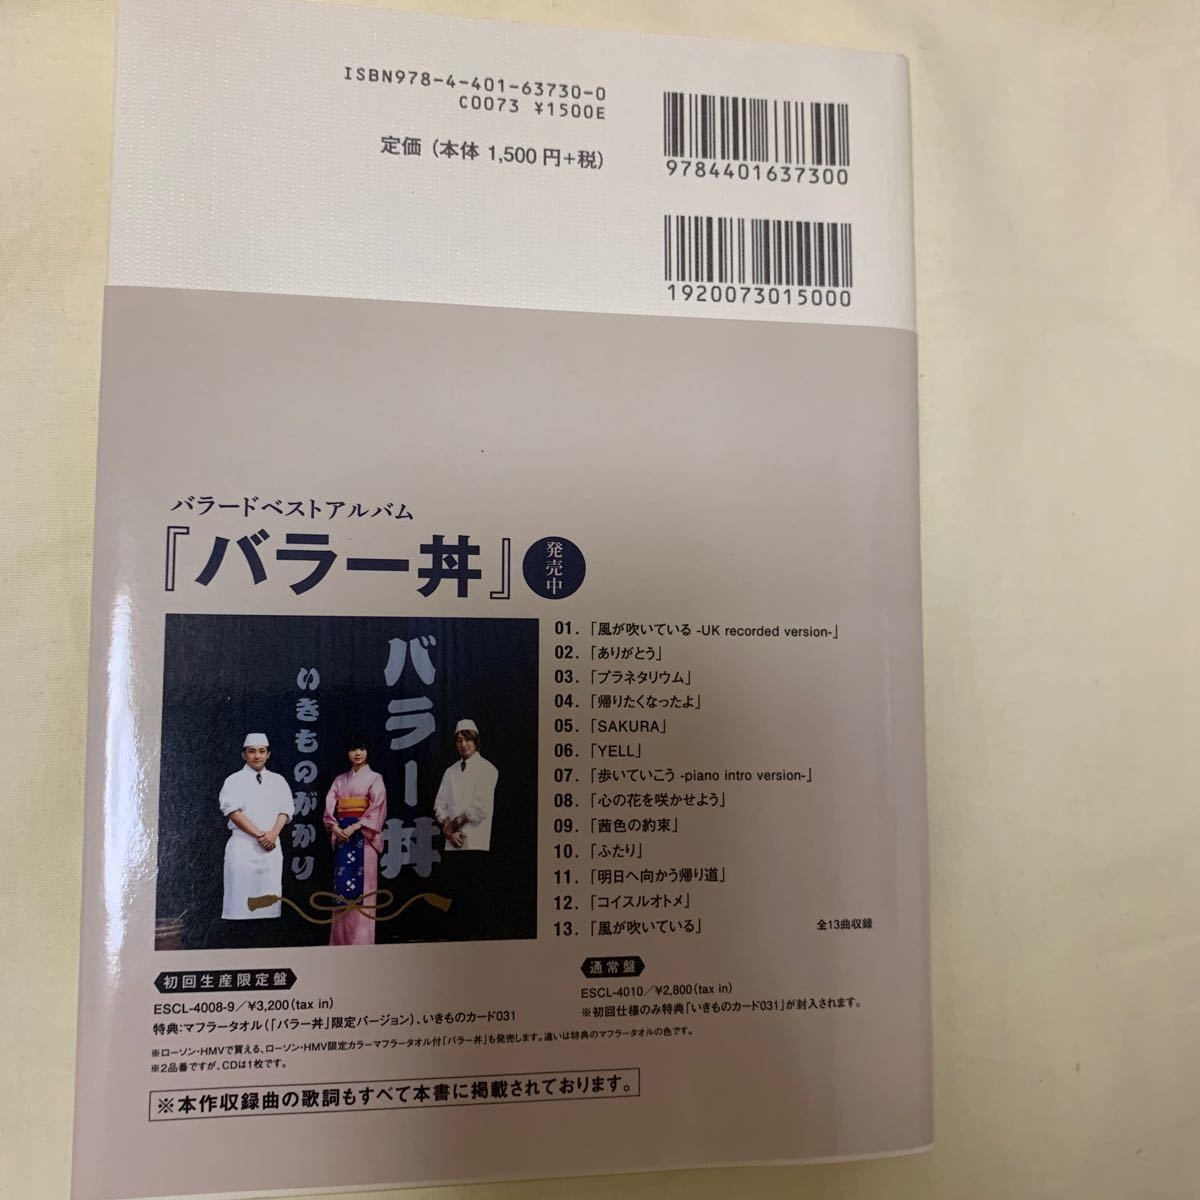 ISBN978-4-401-63730-0
C0073 ¥1500E
定価（本体 1,500 円+税）
9784401637300
1920073015000
バラードベストアルバム
『バラー丼』
発売中
バラー丼
いきものがかり
01.「風が吹いている -UK recorded version-」
02.「ありがとう」
03.「プラネタリウム」
04.「帰りたくなったよ」
05.「SAKURA」
06.「YELL」
07.「歩いていこう -piano intro version-」
08.「心の花を咲かせよう」
09.「茜色の約束」
10.「ふたり」
11.「明日へ向かう帰り道」
12.「コイスルオトメ」
13.「風が吹いている」
全13曲収録
初回生産限定盤
ESCL-4008-9／¥3,200(tax in)
特典:マフラータオル(「バラー丼」限定バージョン)、いきものカード031
通常盤
ESCL-4010／¥2,800(tax in)
※初回仕様のみ特典「いきものカード031」が封入されます。
※ローソン・HMVで買える、ローソン・HMV限定カラーマフラータオル付「バラー丼」も発売します。違いは特典のマフラータオルの色です。
※2品番ですが、CDは1枚です。
※本作収録曲の歌詞もすべて本書に掲載されております。